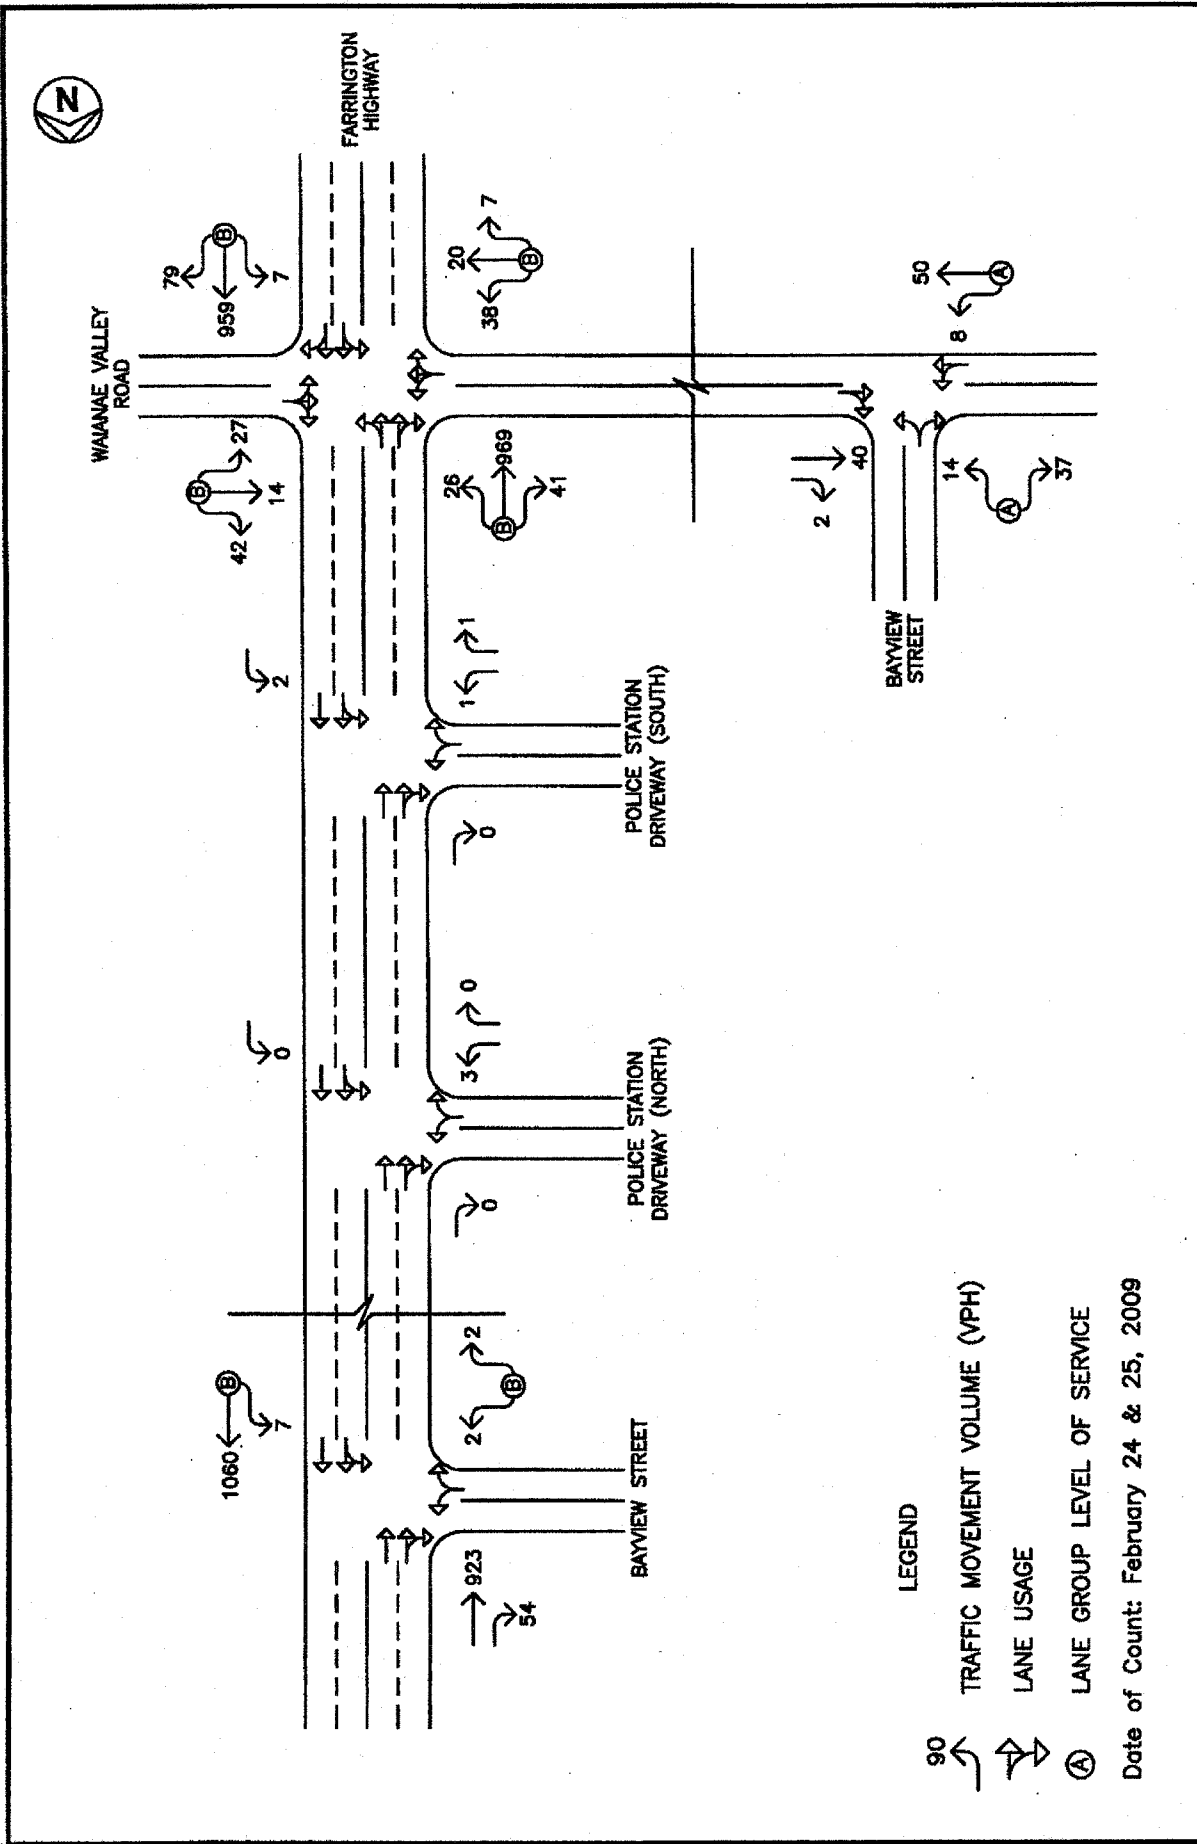 N
FARRINGTON
HIGHWAY
WAIANAE VALLEY
ROAD
79
959
7
B
20
7
38
B
50
8
A
27
14
42
B
26
969
41
B
40
2
14
37
A
BAYVIEW
STREET
2
1
1
0
POLICE STATION
DRIVEWAY (SOUTH)
0
3
0
0
POLICE STATION
DRIVEWAY (NORTH)
1060
7
B
2
2
B
923
54
BAYVIEW STREET
LEGEND
90
TRAFFIC MOVEMENT VOLUME (VPH)
LANE USAGE
A
LANE GROUP LEVEL OF SERVICE
Date of Count: February 24 & 25, 2009